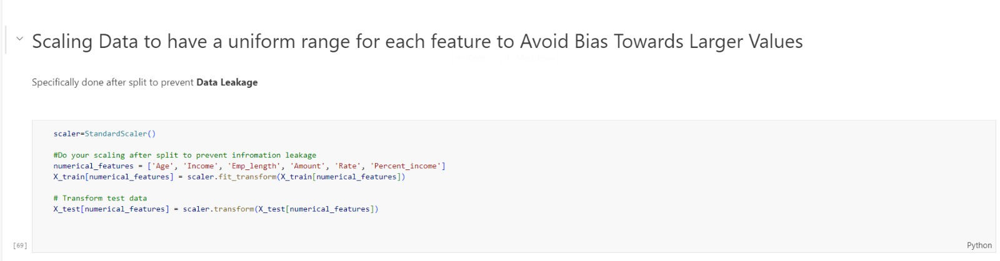 Scaling Data to have a uniform range for each feature to Avoid Bias Towards Larger Values
Specifically done after split to prevent Data Leakage
scaler=StandardScaler()
#Do your scaling after split to prevent infromation leakage
numerical_features = ['Age', 'Income', 'Emp_length', 'Amount', 'Rate', 'Percent_income']
X_train[numerical_features] = scaler.fit_transform(X_train[numerical_features])
# Transform test data
X_test[numerical_features] = scaler.transform(X_test[numerical_features])
[69]
Python